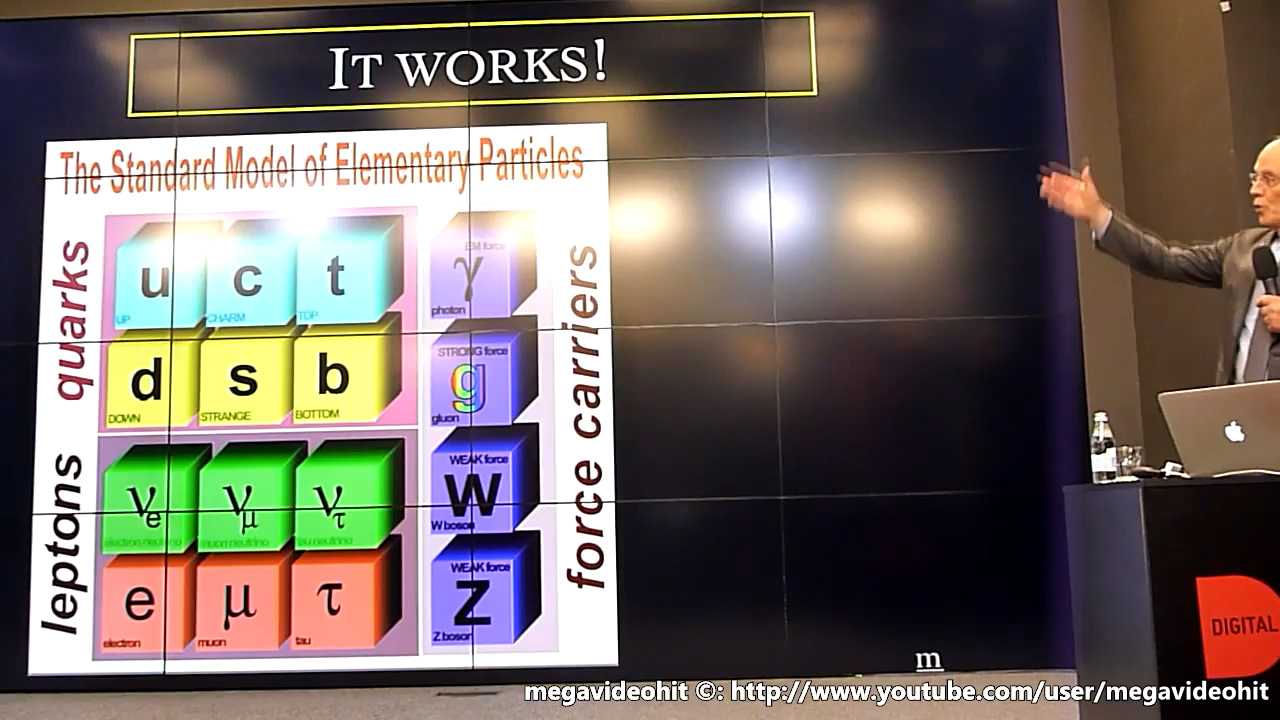 IT WORKS!
The Standard Model of Elementary Particles
quarks
u
UP
c
CHARM
t
TOP
d
DOWN
s
STRANGE
b
BOTTOM
leptons
νe
electron neutrino
νμ
muon neutrino
ντ
tau neutrino
e
electron
μ
muon
τ
tau
EM force
γ
photon
STRONG force
g
gluon
WEAK force
W
W boson
WEAK force
Z
Z boson
force carriers
m
DIGITAL
megavideohit ©: http://www.youtube.com/user/megavideohit